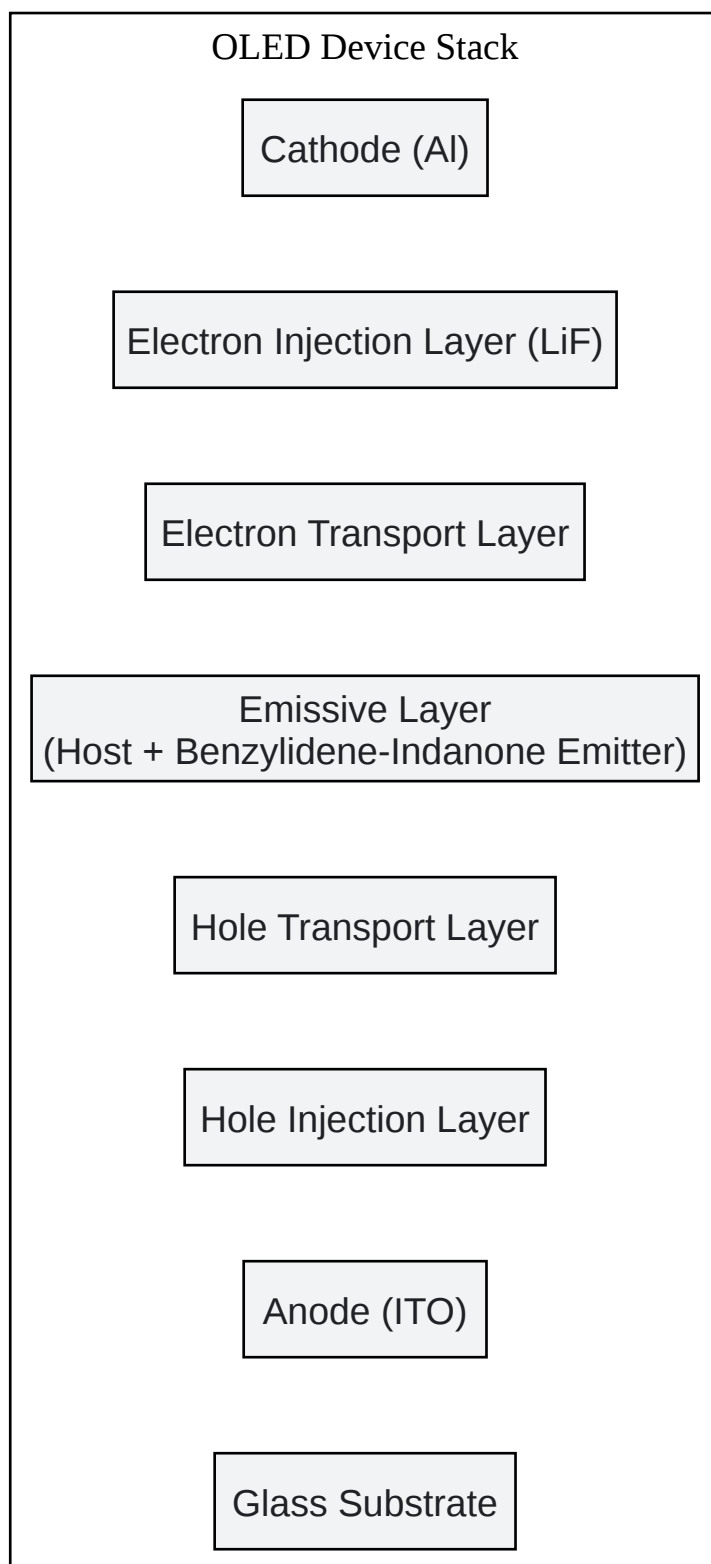 OLED Device Stack
Cathode (Al)
Electron Injection Layer (LiF)
Electron Transport Layer
Emissive Layer
(Host + Benzylidene-Indanone Emitter)
Hole Transport Layer
Hole Injection Layer
Anode (ITO)
Glass Substrate